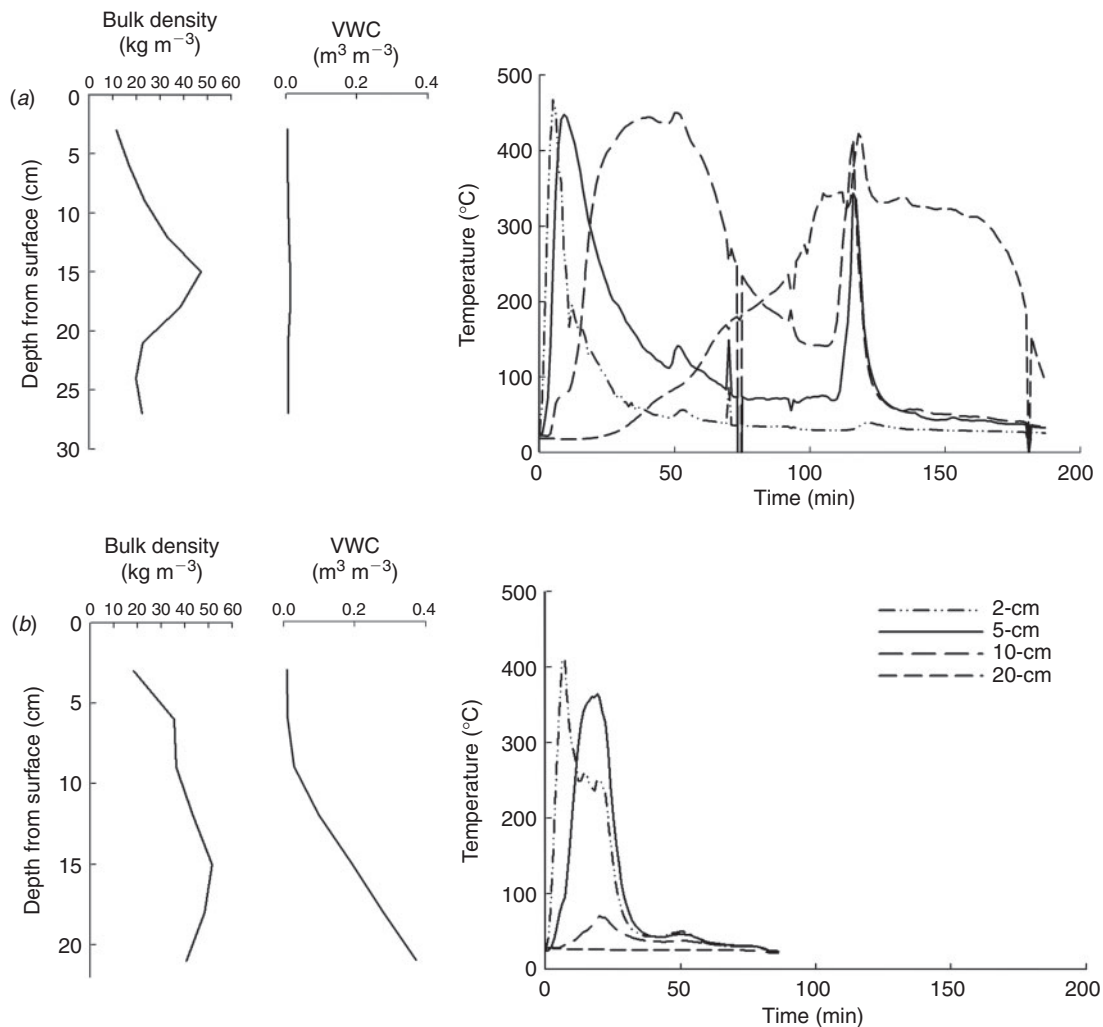 Bulk density
(kg m−3)
VWC
(m3 m−3)
0 10 20 30 40 50 60
0.0 0.2 0.4
(a)
0
5
10
15
20
25
30
Depth from surface (cm)
500
400
300
200
100
0
Temperature (°C)
0 50 100 150 200
Time (min)
Bulk density
(kg m−3)
VWC
(m3 m−3)
0 10 20 30 40 50 60
0.0 0.2 0.4
(b)
0
5
10
15
20
Depth from surface (cm)
500
400
300
200
100
0
Temperature (°C)
2-cm
5-cm
10-cm
20-cm
0 50 100 150 200
Time (min)